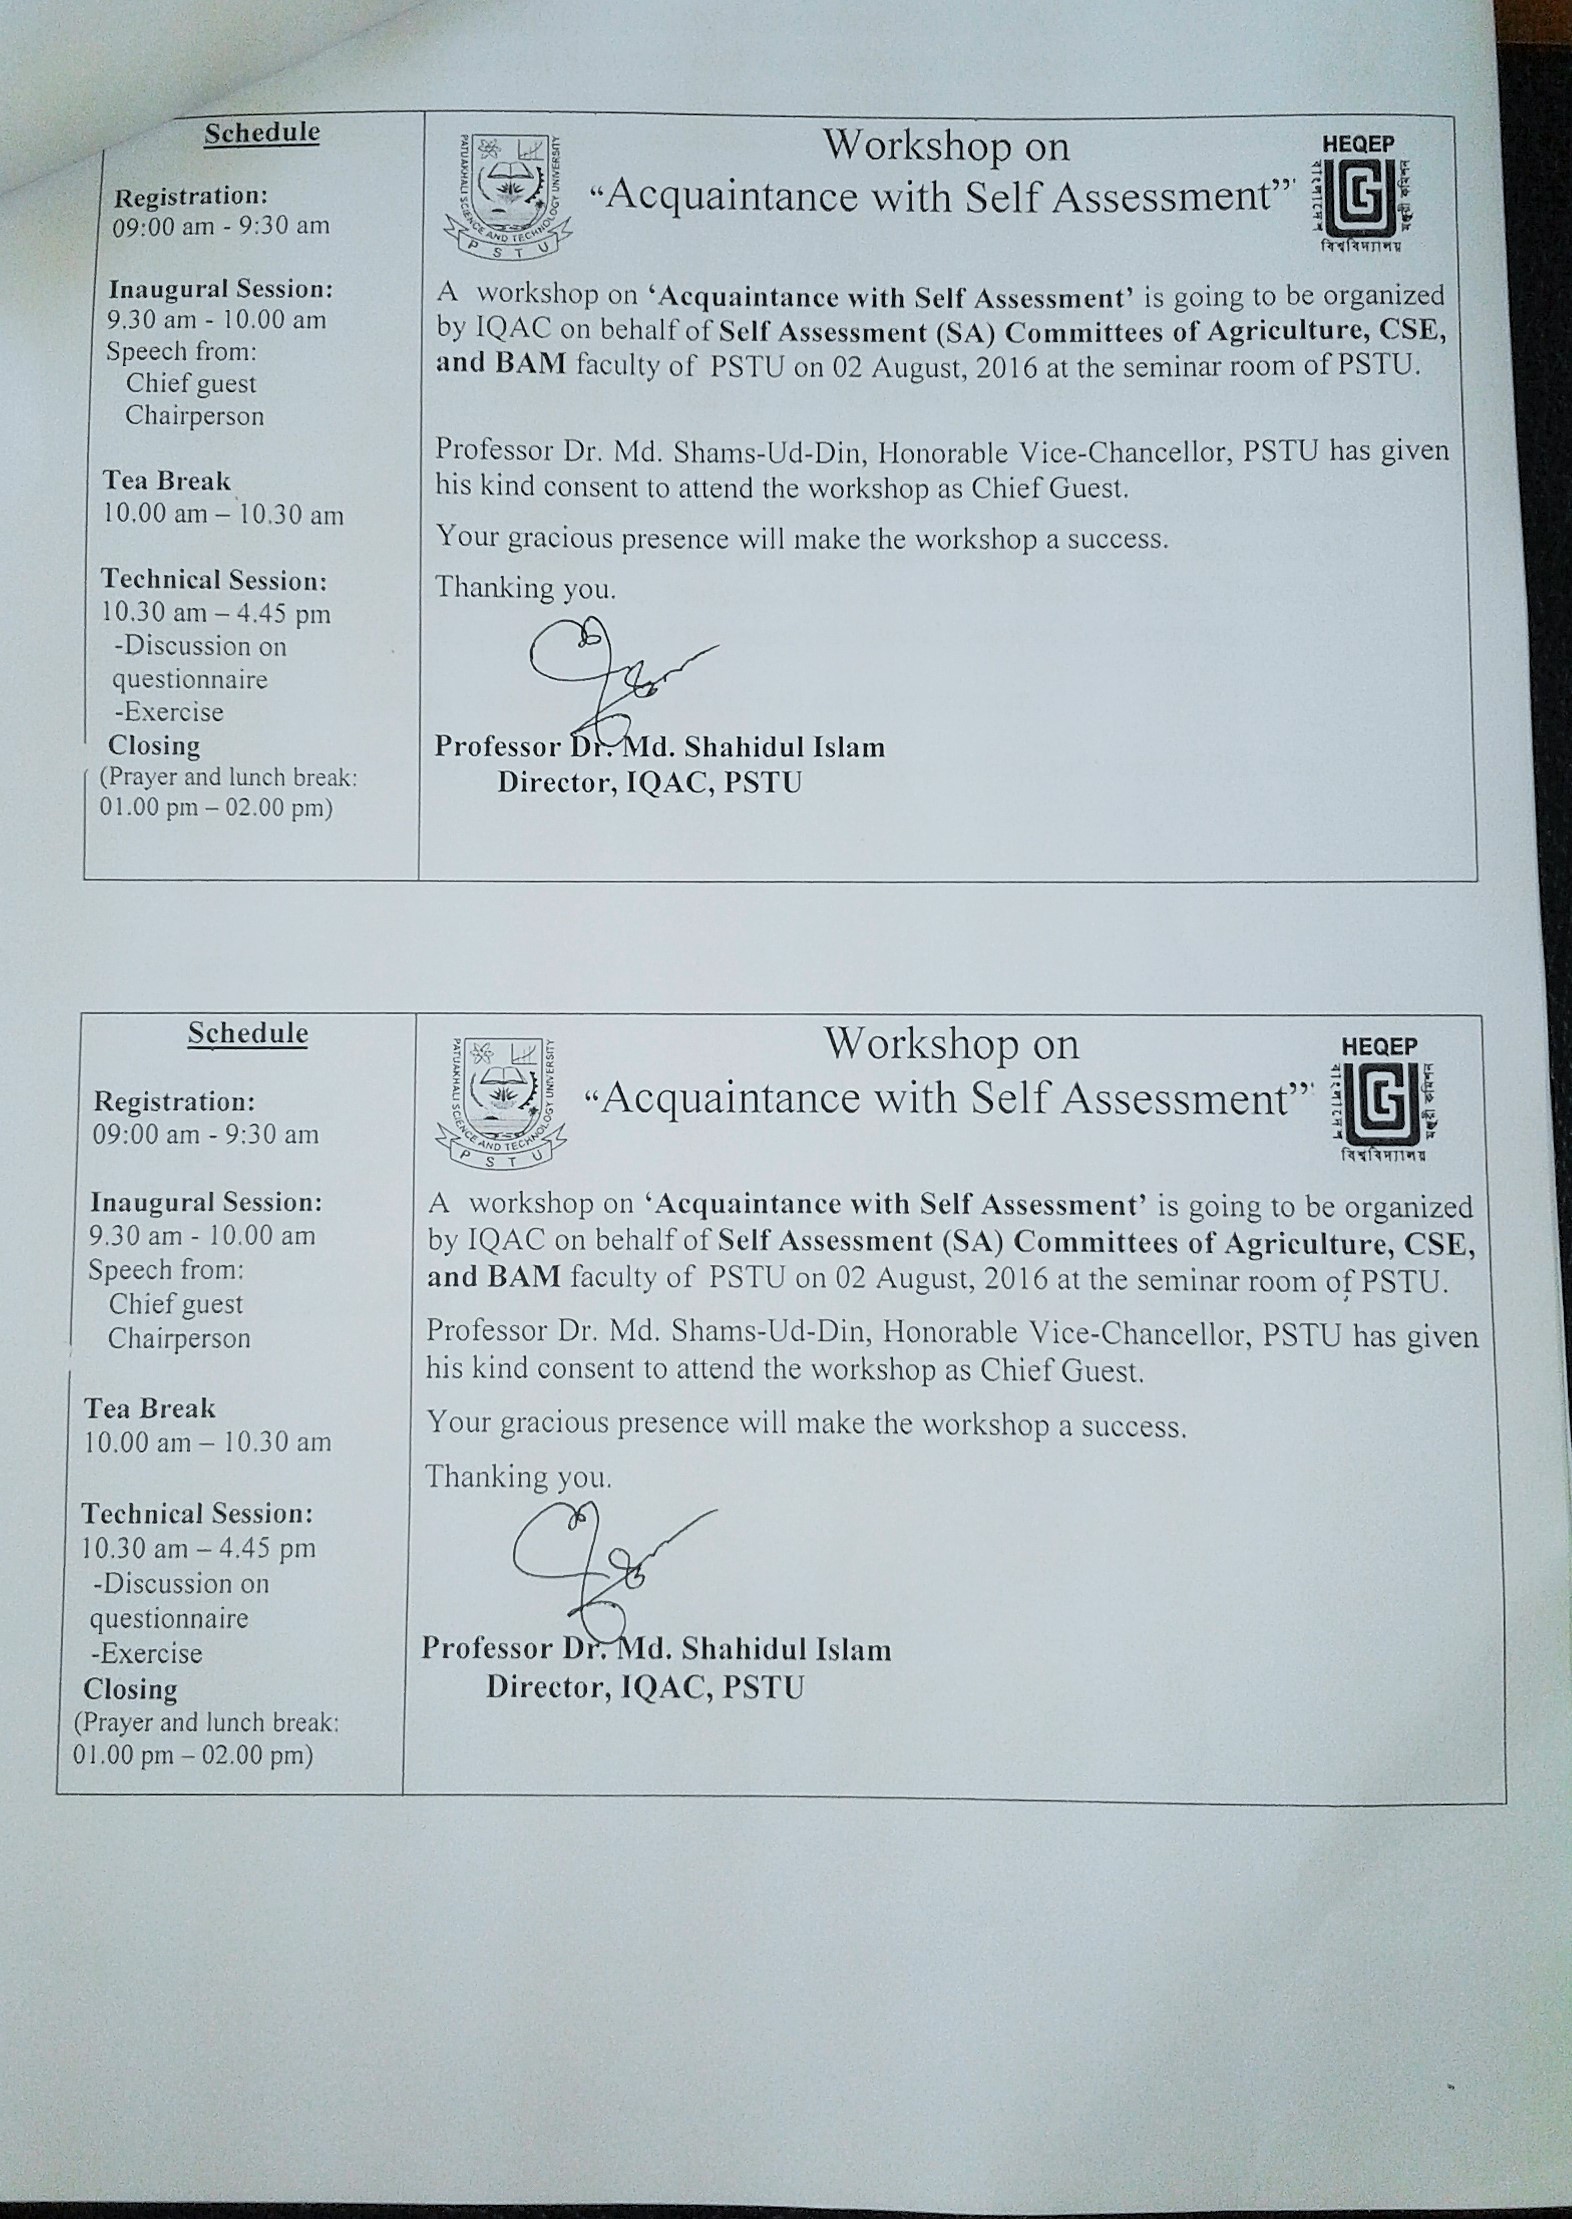 Schedule
Registration:
09:00 am - 9:30 am
Inaugural Session:
9.30 am - 10.00 am
Speech from:
Chief guest
Chairperson
Tea Break
10.00 am – 10.30 am
Technical Session:
10.30 am – 4.45 pm
-Discussion on
questionnaire
-Exercise
Closing
(Prayer and lunch break:
01.00 pm – 02.00 pm)
PATUAKHALI SCIENCE AND TECHNOLOGY UNIVERSITY
PSTU
Workshop on
“Acquaintance with Self Assessment”'
HEQEP
বাংলাদেশ
মঞ্জুরী কমিশন
বিশ্ববিদ্যালয়
A workshop on ‘Acquaintance with Self Assessment’ is going to be organized
by IQAC on behalf of Self Assessment (SA) Committees of Agriculture, CSE,
and BAM faculty of PSTU on 02 August, 2016 at the seminar room of PSTU.
Professor Dr. Md. Shams-Ud-Din, Honorable Vice-Chancellor, PSTU has given
his kind consent to attend the workshop as Chief Guest.
Your gracious presence will make the workshop a success.
Thanking you.
Professor Dr. Md. Shahidul Islam
Director, IQAC, PSTU
Schedule
Registration:
09:00 am - 9:30 am
Inaugural Session:
9.30 am - 10.00 am
Speech from:
Chief guest
Chairperson
Tea Break
10.00 am – 10.30 am
Technical Session:
10.30 am – 4.45 pm
-Discussion on
questionnaire
-Exercise
Closing
(Prayer and lunch break:
01.00 pm – 02.00 pm)
PATUAKHALI SCIENCE AND TECHNOLOGY UNIVERSITY
PSTU
Workshop on
“Acquaintance with Self Assessment”'
HEQEP
বাংলাদেশ
মঞ্জুরী কমিশন
বিশ্ববিদ্যালয়
A workshop on ‘Acquaintance with Self Assessment’ is going to be organized
by IQAC on behalf of Self Assessment (SA) Committees of Agriculture, CSE,
and BAM faculty of PSTU on 02 August, 2016 at the seminar room of PSTU.
Professor Dr. Md. Shams-Ud-Din, Honorable Vice-Chancellor, PSTU has given
his kind consent to attend the workshop as Chief Guest.
Your gracious presence will make the workshop a success.
Thanking you.
Professor Dr. Md. Shahidul Islam
Director, IQAC, PSTU